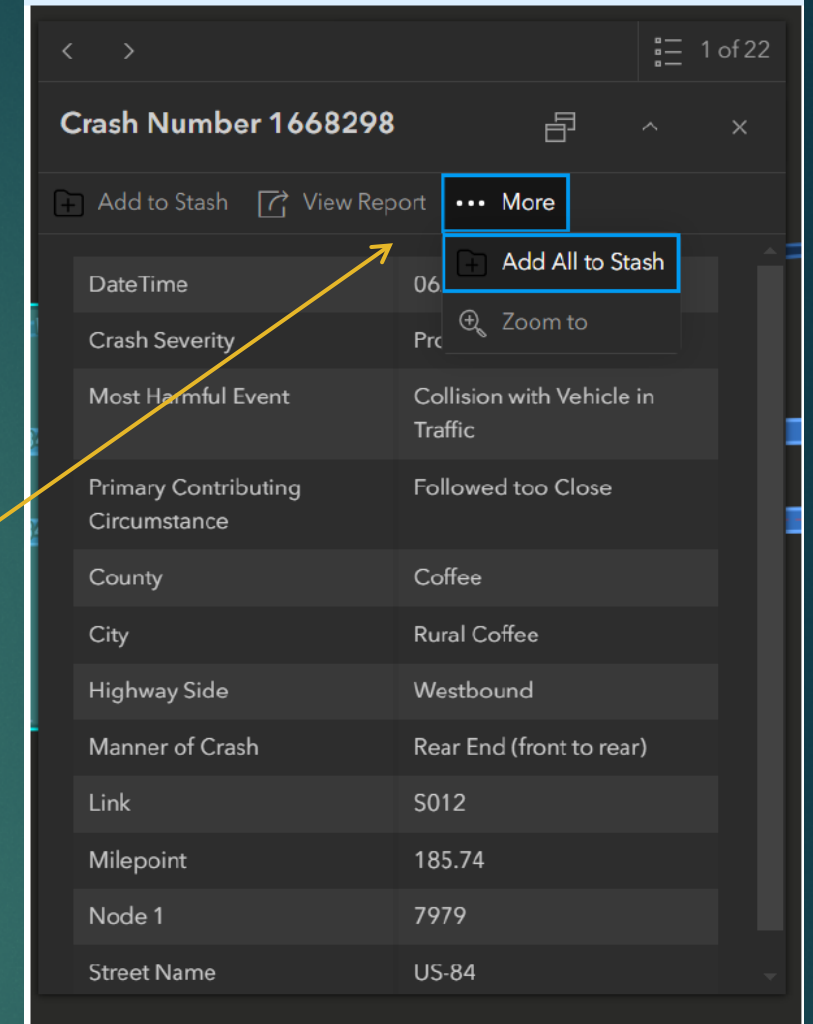 1 of 22
Crash Number 1668298
Add to Stash View Report ••• More
Add All to Stash
Zoom to
DateTime 06
Crash Severity
Most Harmful Event Collision with Vehicle in
Traffic
Primary Contributing Followed too Close
Circumstance
County Coffee
City Rural Coffee
Highway Side Westbound
Manner of Crash Rear End (front to rear)
Link S012
Milepoint 185.74
Node 1 7979
Street Name US-84